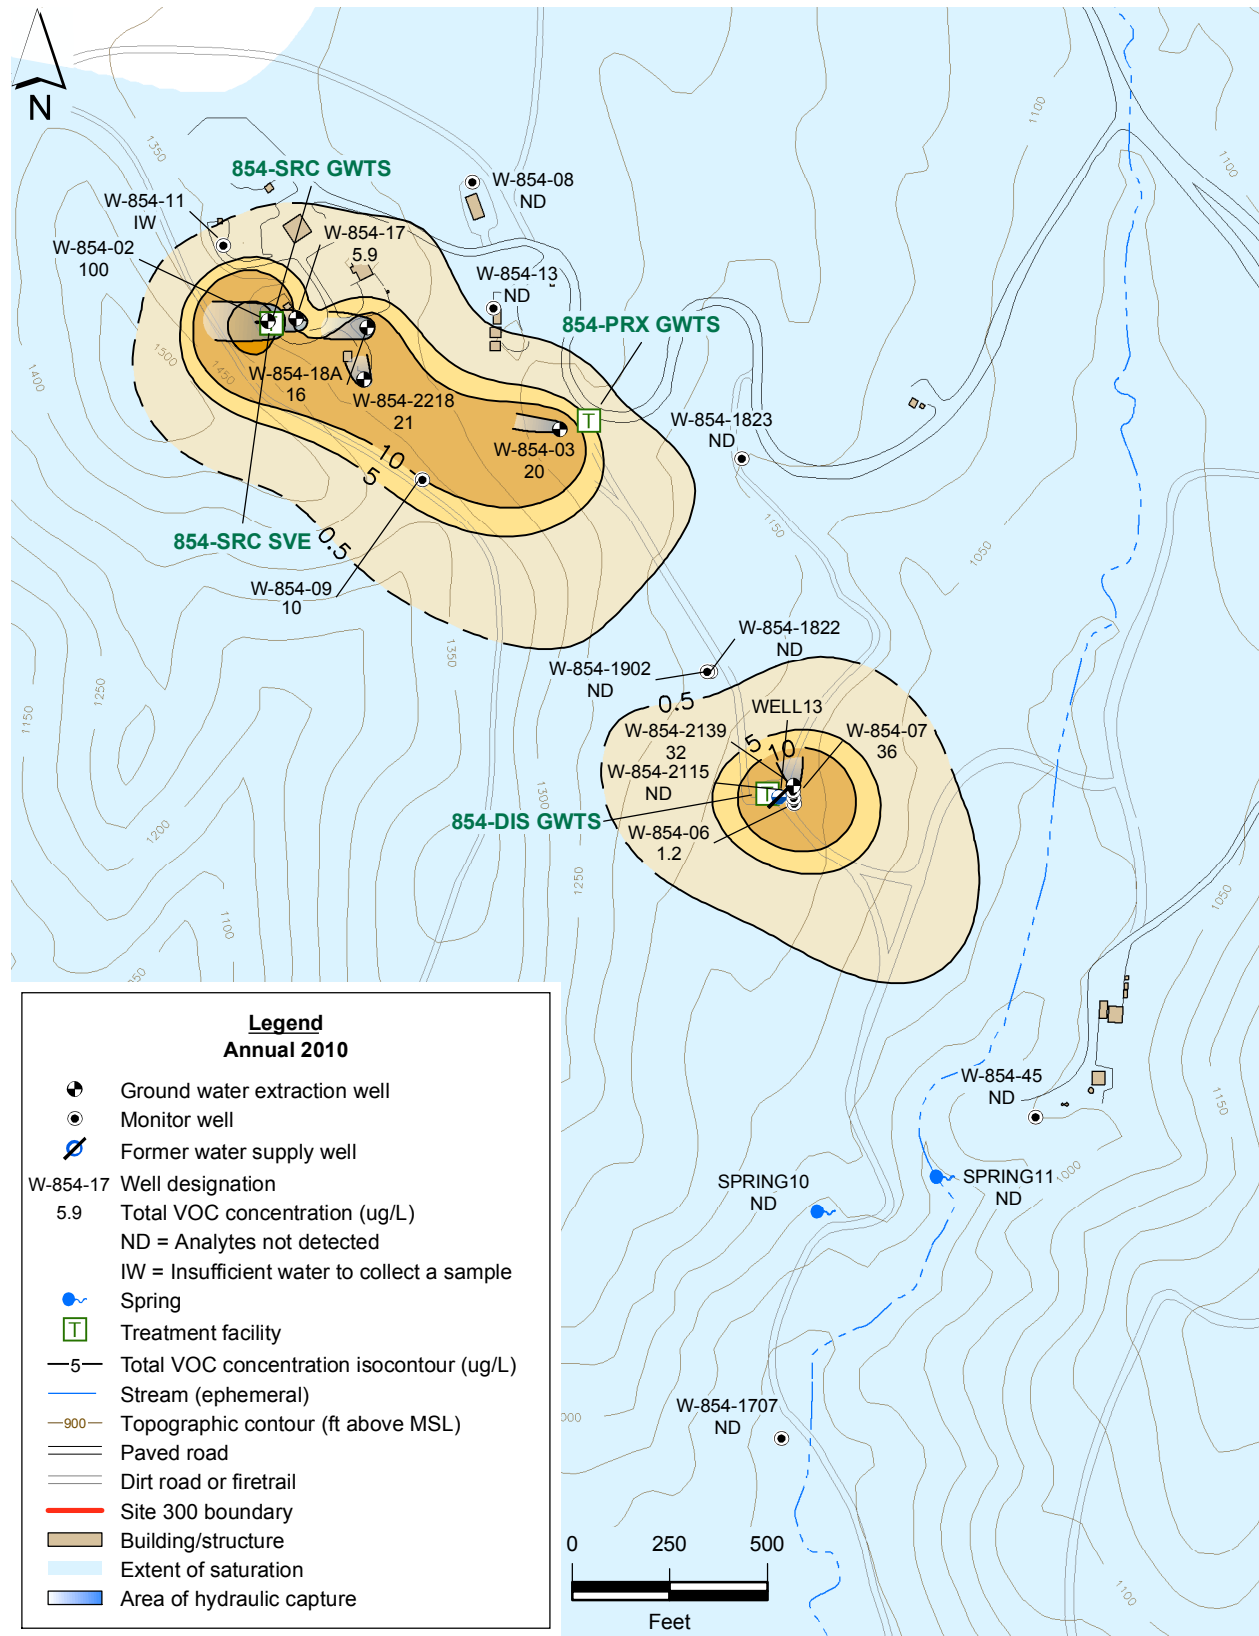 N
1350
1100
1100
854-SRC GWTS
W-854-08
ND
W-854-11
IW
W-854-02
100
W-854-17
5.9
W-854-13
ND
854-PRX GWTS
1500
1450
1400
W-854-18A
16
W-854-2218
21
W-854-03
20
W-854-1823
ND
10
5
0.5
854-SRC SVE
W-854-09
10
1150
1050
1350
1250
1150
W-854-1822
ND
W-854-1902
ND
0.5
WELL13
W-854-2139
32
5
10
W-854-07
36
W-854-2115
ND
854-DIS GWTS
W-854-06
1.2
1300
1250
1200
1100
1050
W-854-45
ND
1150
SPRING10
ND
SPRING11
ND
1000
W-854-1707
ND
1100
Legend
Annual 2010
Ground water extraction well
Monitor well
Former water supply well
W-854-17 Well designation
5.9 Total VOC concentration (ug/L)
ND = Analytes not detected
IW = Insufficient water to collect a sample
Spring
T Treatment facility
5 Total VOC concentration isocontour (ug/L)
Stream (ephemeral)
900 Topographic contour (ft above MSL)
Paved road
Dirt road or firetrail
Site 300 boundary
Building/structure
Extent of saturation
Area of hydraulic capture
0 250 500
Feet